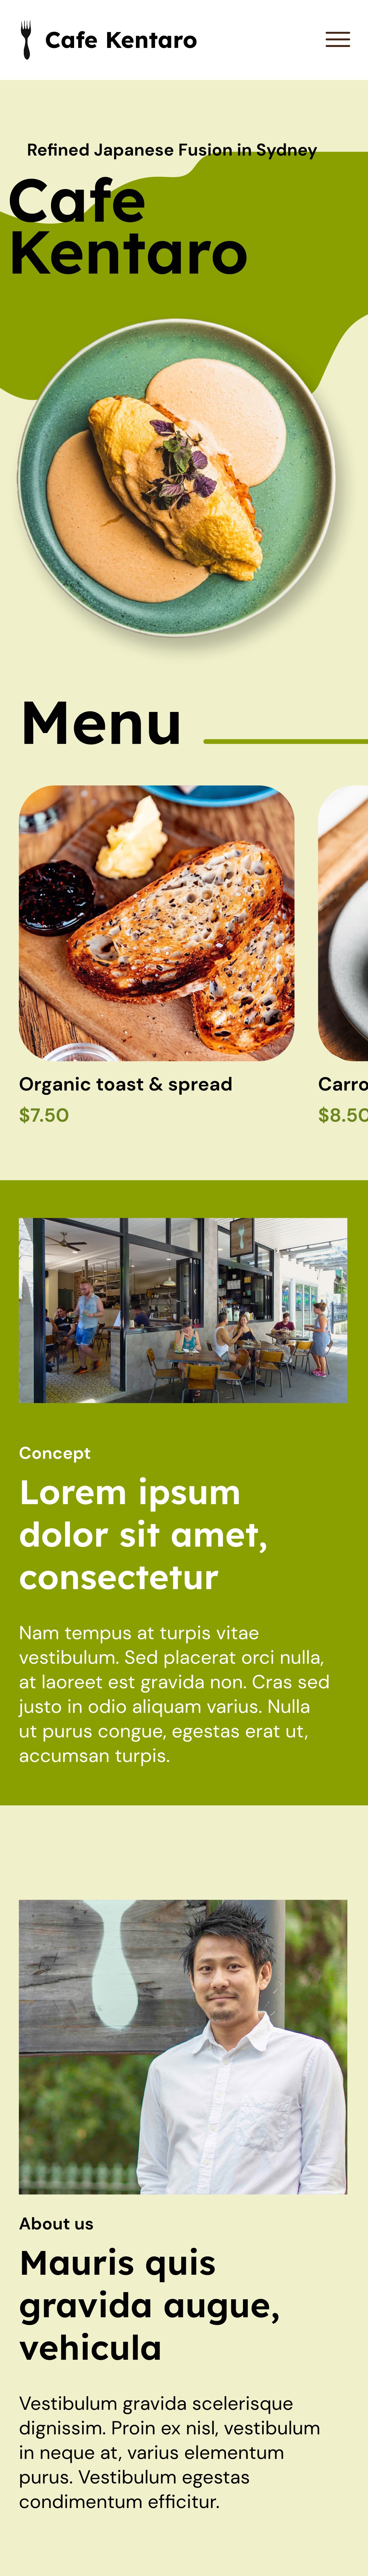 Cafe Kentaro
Refined Japanese Fusion in Sydney
Cafe
Kentaro
Menu
Organic toast & spread
$7.50
Carro
$8.50
Concept
Lorem ipsum
dolor sit amet,
consectetur
Nam tempus at turpis vitae
vestibulum. Sed placerat orci nulla,
at laoreet est gravida non. Cras sed
justo in odio aliquam varius. Nulla
ut purus congue, egestas erat ut,
accumsan turpis.
About us
Mauris quis
gravida augue,
vehicula
Vestibulum gravida scelerisque
dignissim. Proin ex nisl, vestibulum
in neque at, varius elementum
purus. Vestibulum egestas
condimentum efficitur.